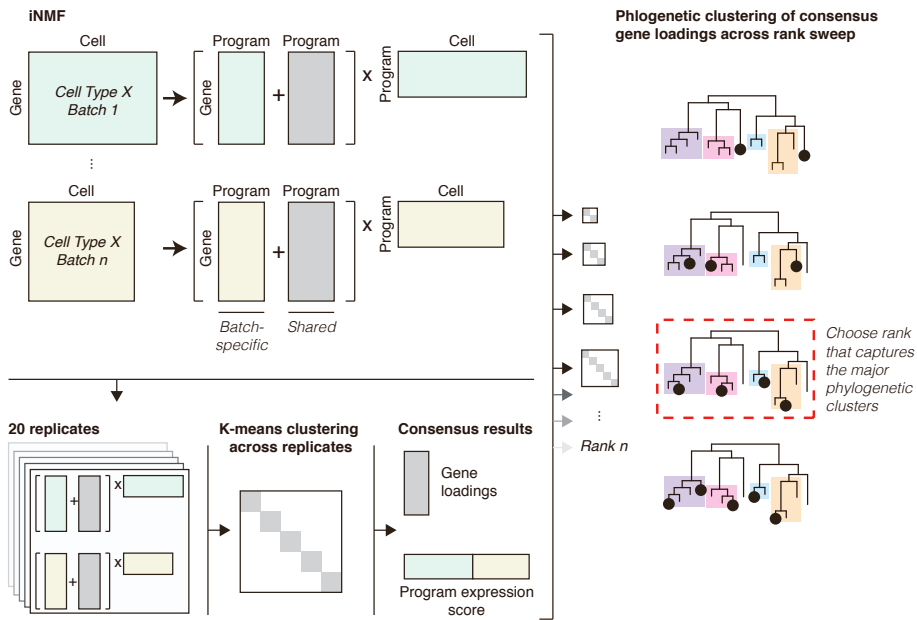 iNMF
Cell
Gene
Cell Type X
Batch 1
Program
Program
Gene
+
x
Cell
Program
...
Cell
Gene
Cell Type X
Batch n
Program
Program
Gene
+
x
Cell
Program
Batch-
specific
Shared
20 replicates
+
x
+
x
K-means clustering
across replicates
Consensus results
Gene
loadings
Program expression
score
...
Rank n
Phlogenetic clustering of consensus
gene loadings across rank sweep
Choose rank
that captures
the major
phylogenetic
clusters